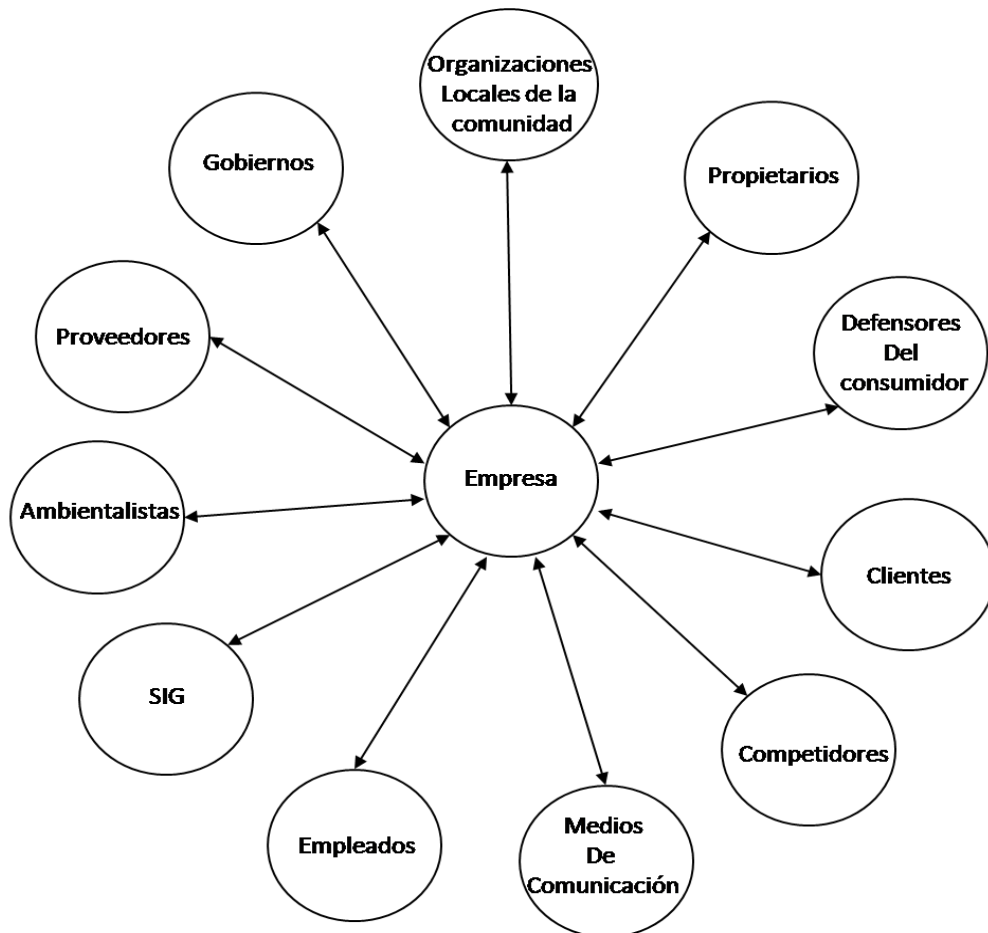 Organizaciones
Locales de la
comunidad
Gobiernos
Propietarios
Proveedores
Defensores
Del
consumidor
Empresa
Ambientalistas
Clientes
SIG
Competidores
Empleados
Medios
De
Comunicación